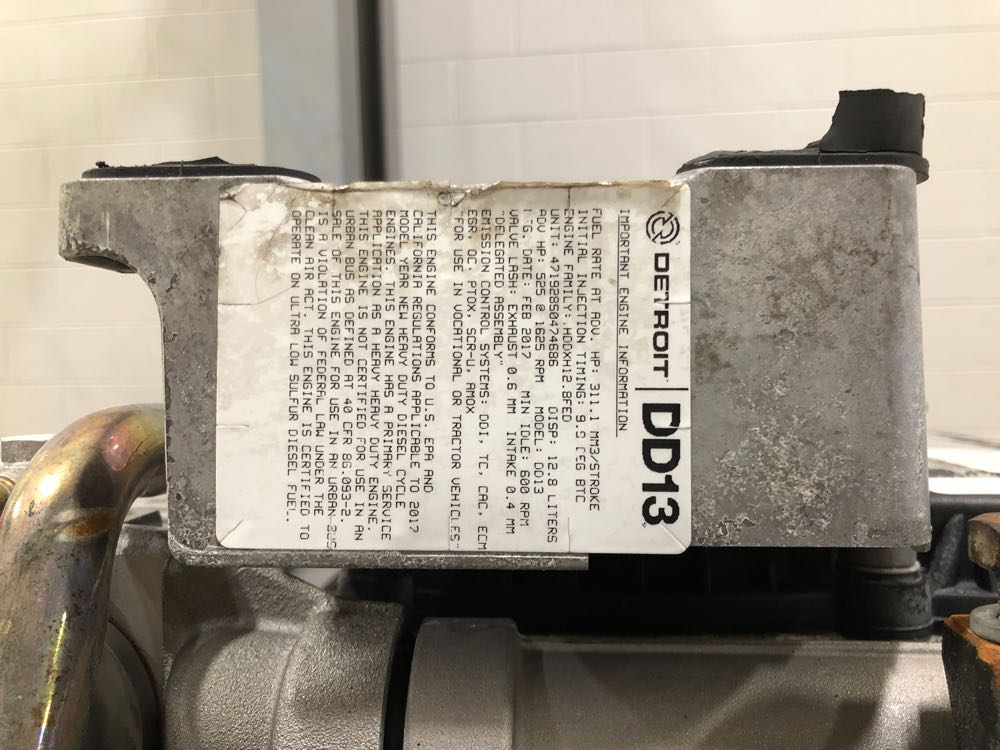 DETROIT DD13
IMPORTANT ENGINE INFORMATION
FUEL RATE AT ADV. HP: 311.1 MM3/STROKE
INITIAL INJECTION TIMING: 9.0 DEG BTC
ENGINE FAMILY: HDDXH12.8FED
UNIT: 471928S0474686 DISP: 12.8 LITERS
ADV HP: 525 @ 1625 RPM MODEL: DD13
DATE: FEB 2017 MIN IDLE: 600 RPM
VALVE LASH: EXHAUST 0.6 MM INTAKE 0.4 MM
"DELEGATED ASSEMBLY"
EMISSION CONTROL SYSTEMS: DDI, TC, CAC, ECM
EGR, OC, PTOX, SCR-U, AMOX
"FOR USE IN VOCATIONAL OR TRACTOR VEHICLES"
THIS ENGINE CONFORMS TO U.S. EPA AND
CALIFORNIA REGULATIONS APPLICABLE TO 2017
MODEL YEAR NEW HEAVY DUTY DIESEL CYCLE
ENGINES. THIS ENGINE HAS A PRIMARY SERVICE
APPLICATION AS A HEAVY HEAVY DUTY ENGINE.
THIS ENGINE IS NOT CERTIFIED FOR USE IN AN
URBAN BUS AS DEFINED AT 40 CFR 86.093-2.
SALE OF THIS ENGINE FOR USE IN AN URBAN BUS
IS A VIOLATION OF FEDERAL LAW UNDER THE
CLEAN AIR ACT. THIS ENGINE IS CERTIFIED TO
OPERATE ON ULTRA LOW SULFUR DIESEL FUEL.